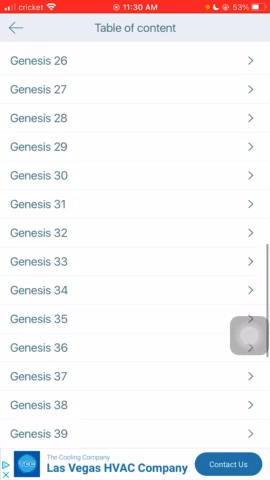 cricket 11:30 AM 53%
Table of content
Genesis 26
Genesis 27
Genesis 28
Genesis 29
Genesis 30
Genesis 31
Genesis 32
Genesis 33
Genesis 34
Genesis 35
Genesis 36
Genesis 37
Genesis 38
Genesis 39
The Cooling Company
Las Vegas HVAC Company
Contact Us